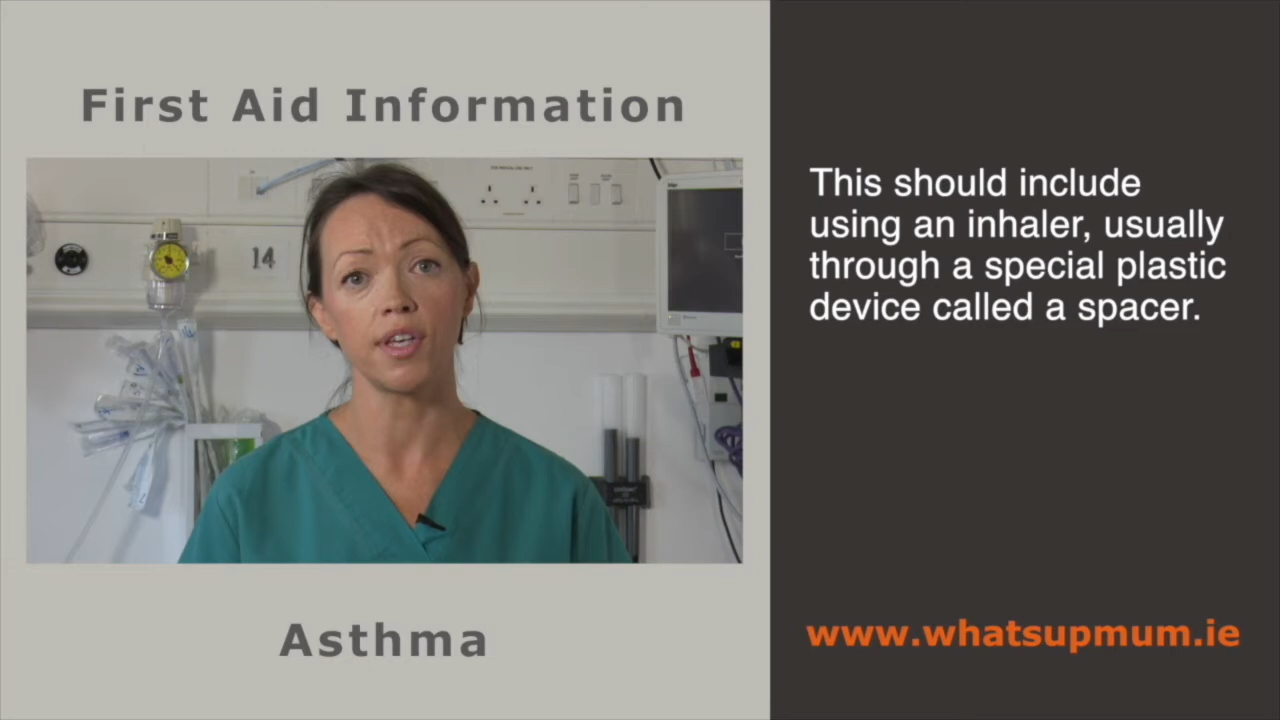 First Aid Information
14
This should include
using an inhaler, usually
through a special plastic
device called a spacer.
Asthma
www.whatsupmum.ie